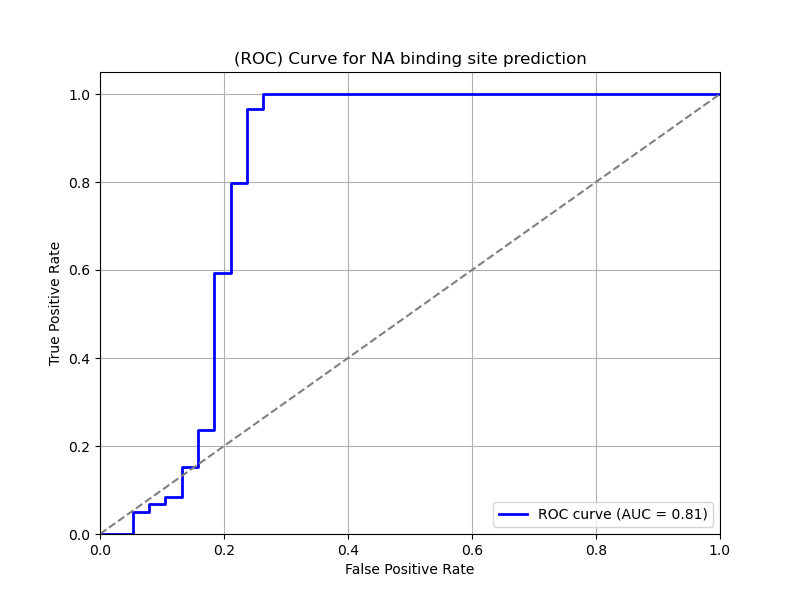 (ROC) Curve for NA binding site prediction
True Positive Rate
1.0
0.8
0.6
0.4
0.2
0.0
ROC curve (AUC = 0.81)
0.0 0.2 0.4 0.6 0.8 1.0
False Positive Rate